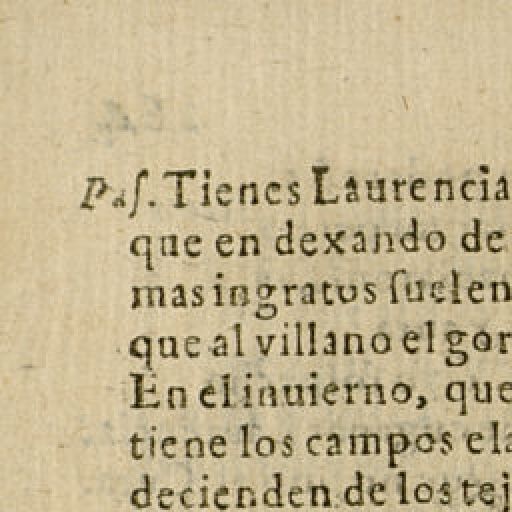 Paſ. Tienes Laurencia
que en dexando de
mas ingratos ſuelen
que al villano el gor
En el inuierno, que
tiene los campos ela
decienden de los tej